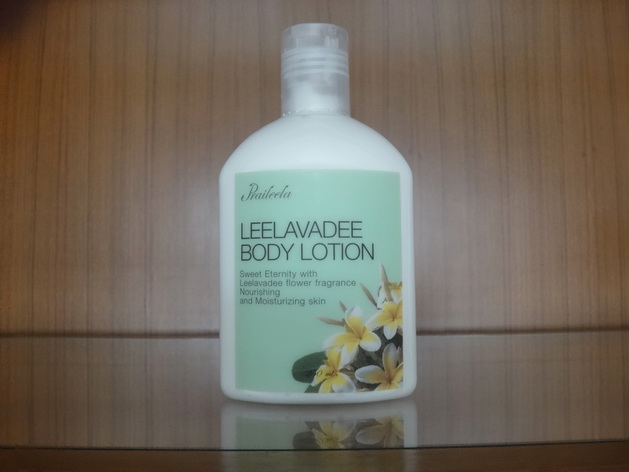 Praileela
LEELAVADEE
BODY LOTION
Sweet Eternity with
Leelavadee flower fragrance
Nourishing
and Moisturizing skin